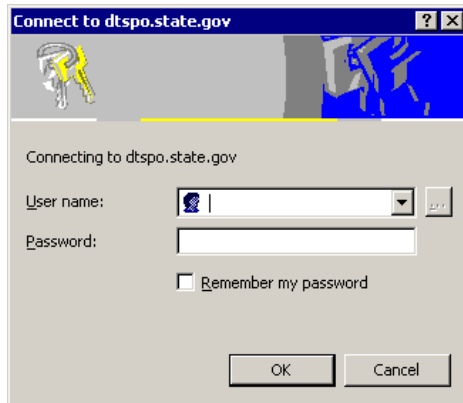 Connect to dtspo.state.gov
Connecting to dtspo.state.gov
User name:
...
Password:
Remember my password
OK
Cancel